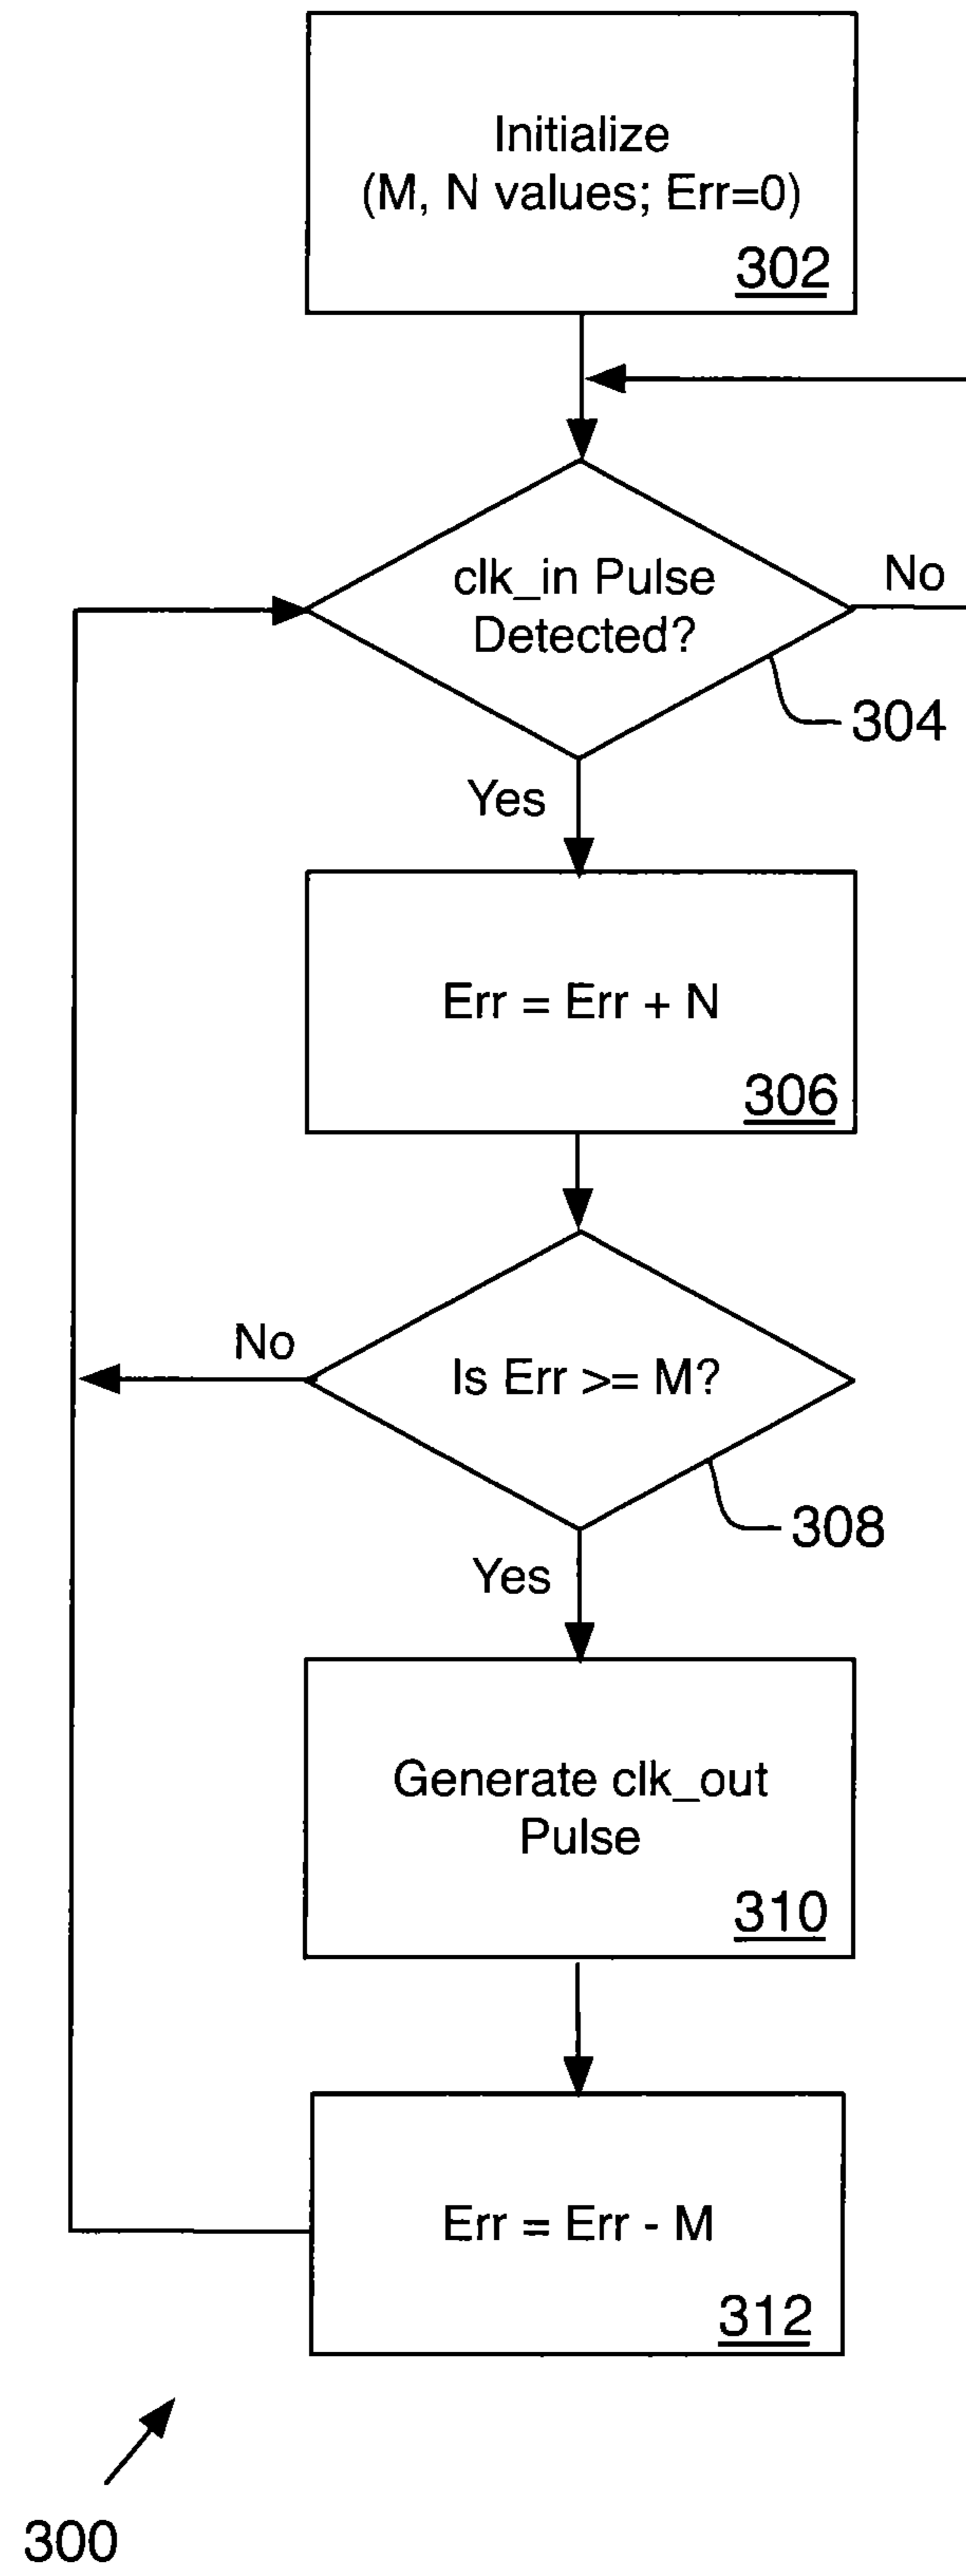 Initialize
(M, N values; Err=0)
302
clk_in Pulse
Detected?
No
304
Yes
Err = Err + N
306
No
Is Err >= M?
308
Yes
Generate clk_out
Pulse
310
Err = Err - M
312
300